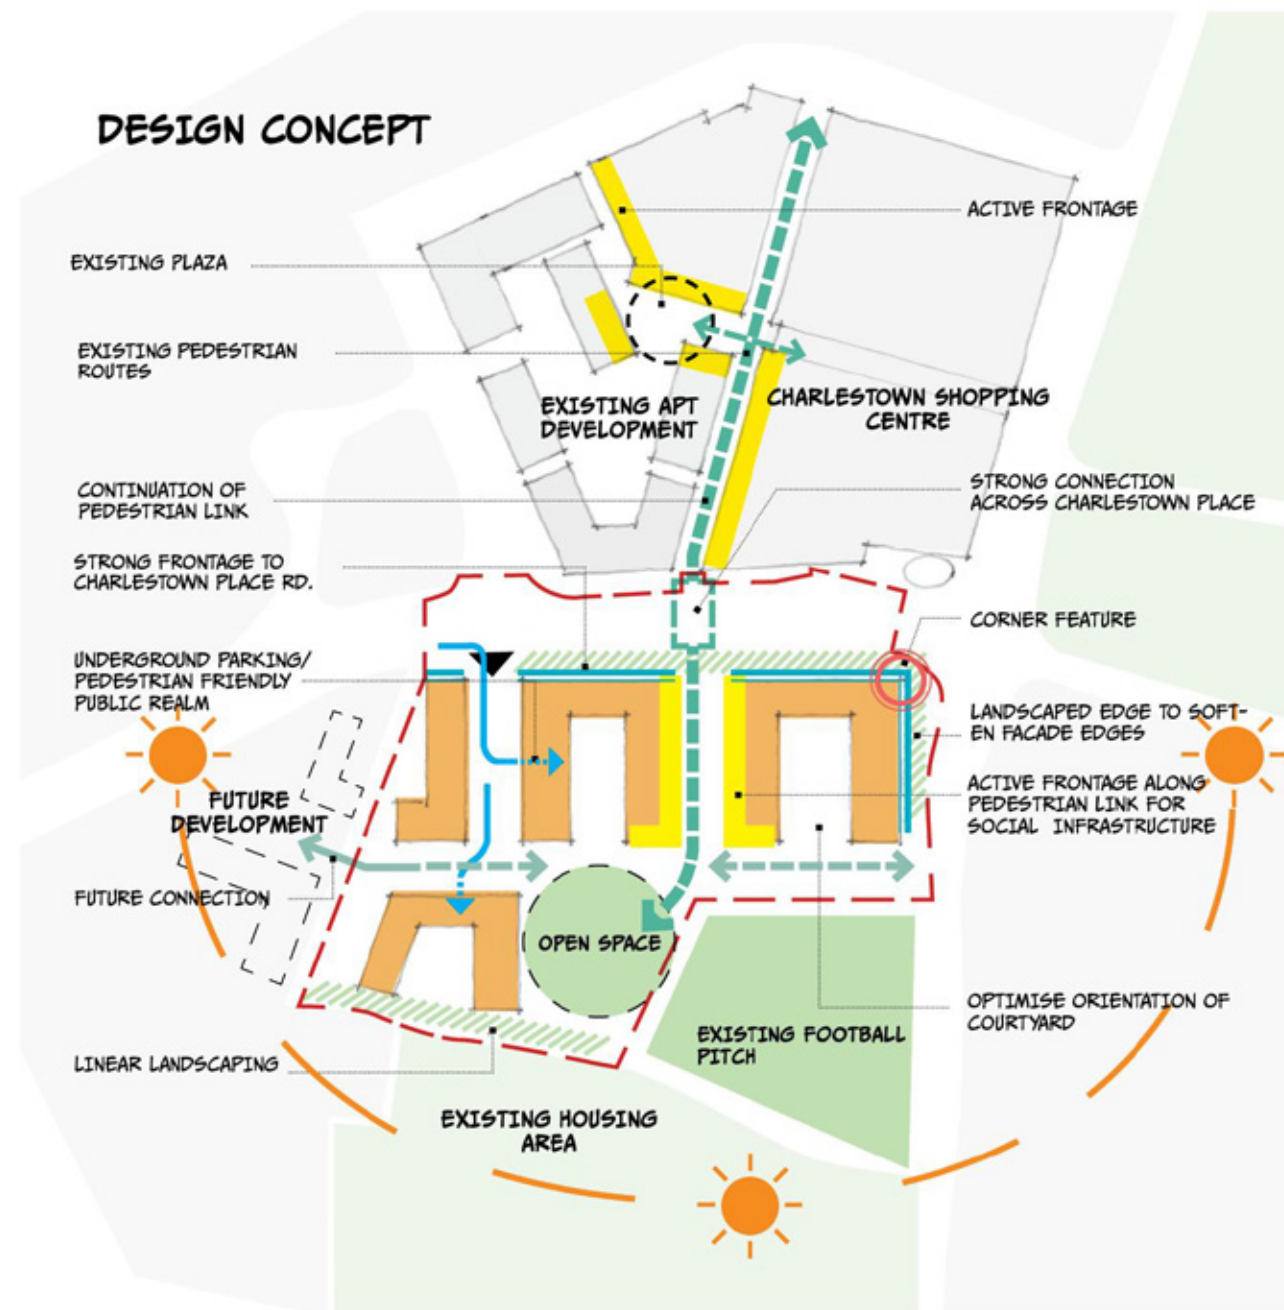 DESIGN CONCEPT
ACTIVE FRONTAGE
EXISTING PLAZA
EXISTING PEDESTRIAN
ROUTES
EXISTING APT
DEVELOPMENT
CHARLESTOWN SHOPPING
CENTRE
CONTINUATION OF
PEDESTRIAN LINK
STRONG CONNECTION
ACROSS CHARLESTOWN PLACE
STRONG FRONTAGE TO
CHARLESTOWN PLACE RD.
CORNER FEATURE
UNDERGROUND PARKING/
PEDESTRIAN FRIENDLY
PUBLIC REALM
LANDSCAPED EDGE TO SOFT-
EN FACADE EDGES
FUTURE
DEVELOPMENT
ACTIVE FRONTAGE ALONG
PEDESTRIAN LINK FOR
SOCIAL INFRASTRUCTURE
FUTURE CONNECTION
OPEN SPACE
OPTIMISE ORIENTATION OF
COURTYARD
EXISTING FOOTBALL
PITCH
LINEAR LANDSCAPING
EXISTING HOUSING
AREA